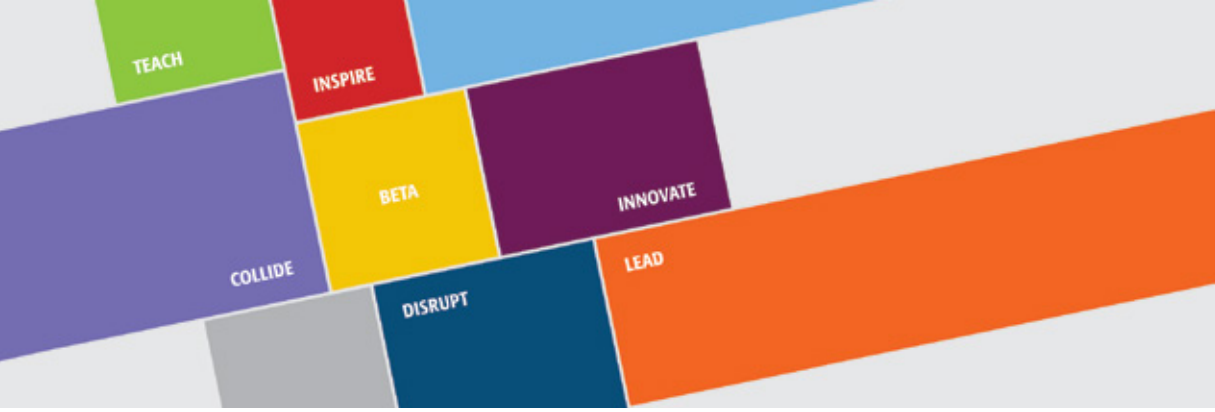 TEACH
INSPIRE
BETA
INNOVATE
COLLIDE
LEAD
DISRUPT